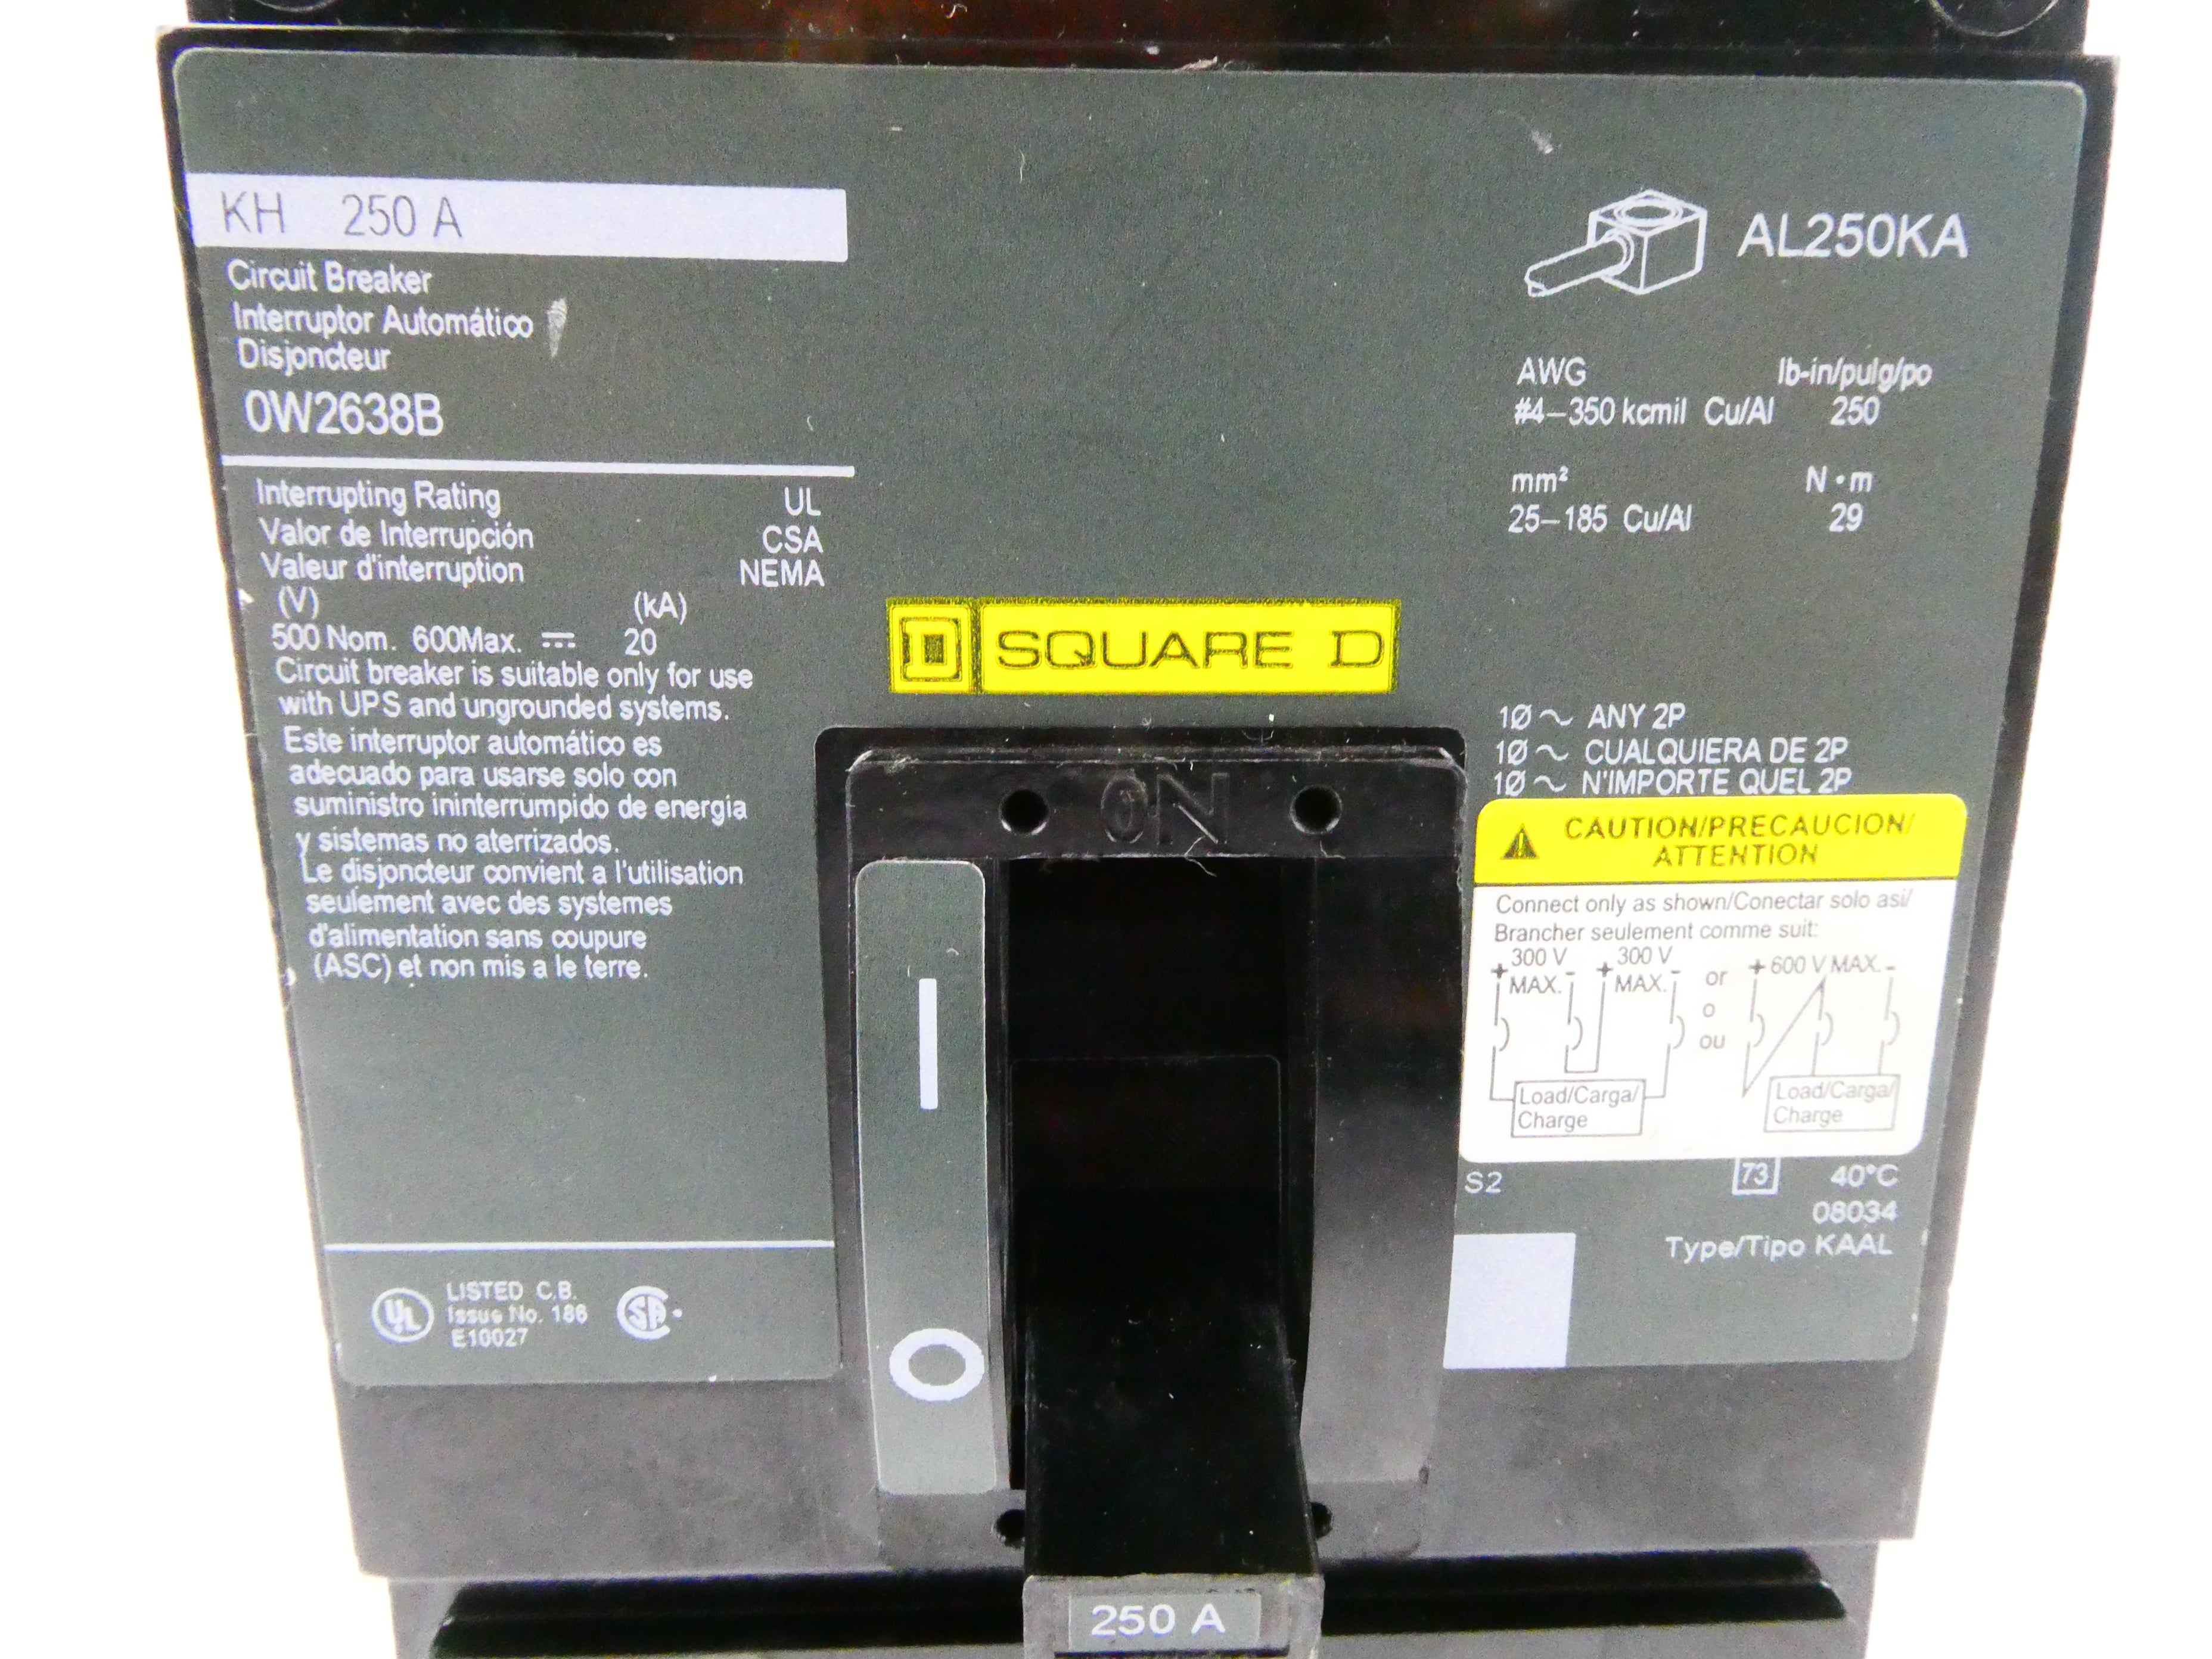 KH 250 A
Circuit Breaker
Interruptor Automático
Disjoncteur
0W2638B
Interrupting Rating UL
Valor de Interrupción CSA
Valeur d'interruption NEMA
(V) (kA)
500 Nom. 600Max. ⎓ 20
Circuit breaker is suitable only for use
with UPS and ungrounded systems.
Este interruptor automático es
adecuado para usarse solo con
suministro ininterrumpido de energia
y sistemas no aterrizados.
Le disjoncteur convient a l'utilisation
seulement avec des systemes
d'alimentation sans coupure
(ASC) et non mis a le terre.
UL LISTED C.B.
Issue No. 186
E10027
SA
SQUARE D
ON
I
O
250 A
AL250KA
AWG lb-in/pulg/po
#4–350 kcmil Cu/Al 250
mm² N•m
25–185 Cu/Al 29
1Ø ~ ANY 2P
1Ø ~ CUALQUIERA DE 2P
1Ø ~ N'IMPORTE QUEL 2P
CAUTION/PRECAUCION/
ATTENTION
Connect only as shown/Conectar solo asi/
Brancher seulement comme suit:
+ 300 V MAX. - + 300 V MAX. - or + 600 V MAX. -
o
ou
Load/Carga/
Charge
Load/Carga/
Charge
S2 73 40°C
08034
Type/Tipo KAAL